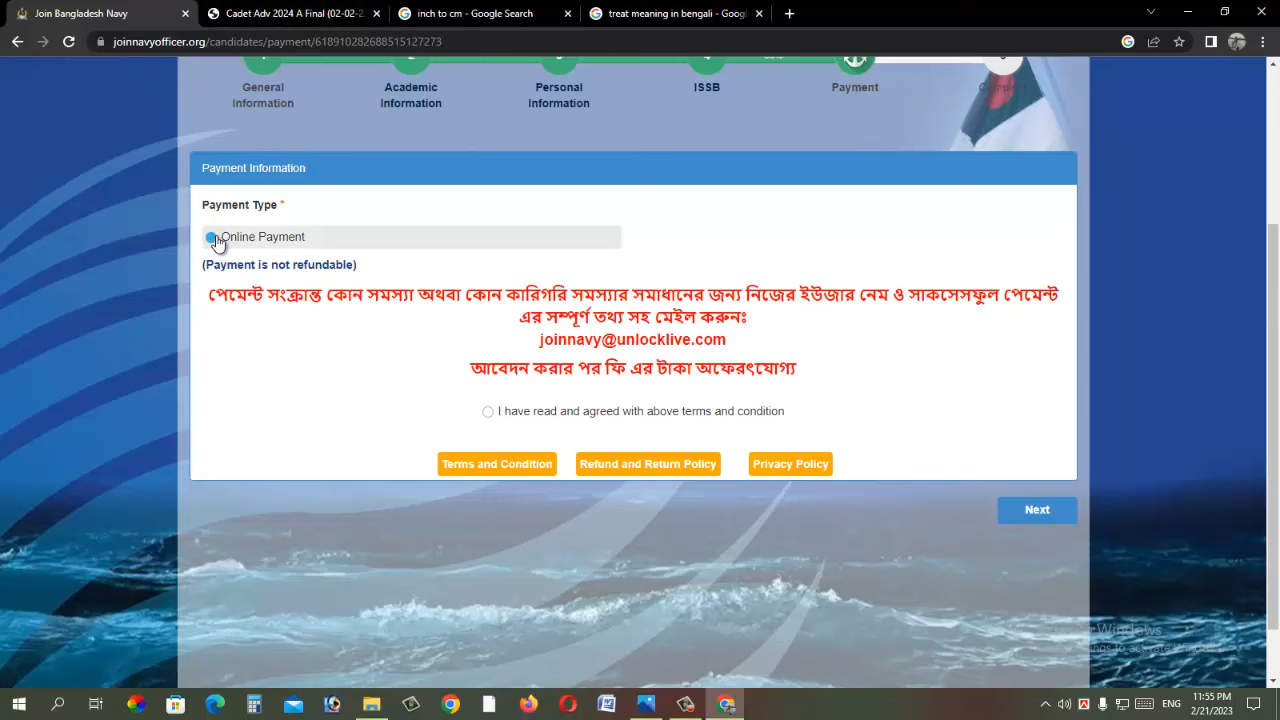 Join Bangladesh Navy
Cadet Adv 2024 A Final (02-02-2
inch to cm - Google Search
treat meaning in bengali - Googl
joinnavyofficer.org/candidates/payment/618910282688515127273
General Information
Academic Information
Personal Information
ISSB
Payment
Payment Information
Payment Type *
Online Payment
(Payment is not refundable)
পেমেন্ট সংক্রান্ত কোন সমস্যা অথবা কোন কারিগরি সমস্যার সমাধানের জন্য নিজের ইউজার নেম ও সাকসেসফুল পেমেন্ট
এর সম্পূর্ণ তথ্য সহ মেইল করুনঃ
joinnavy@unlocklive.com
আবেদন করার পর ফি এর টাকা অফেরৎযোগ্য
I have read and agreed with above terms and condition
Terms and Condition
Refund and Return Policy
Privacy Policy
Next
Windows
ENG
11:55 PM
2/21/2023